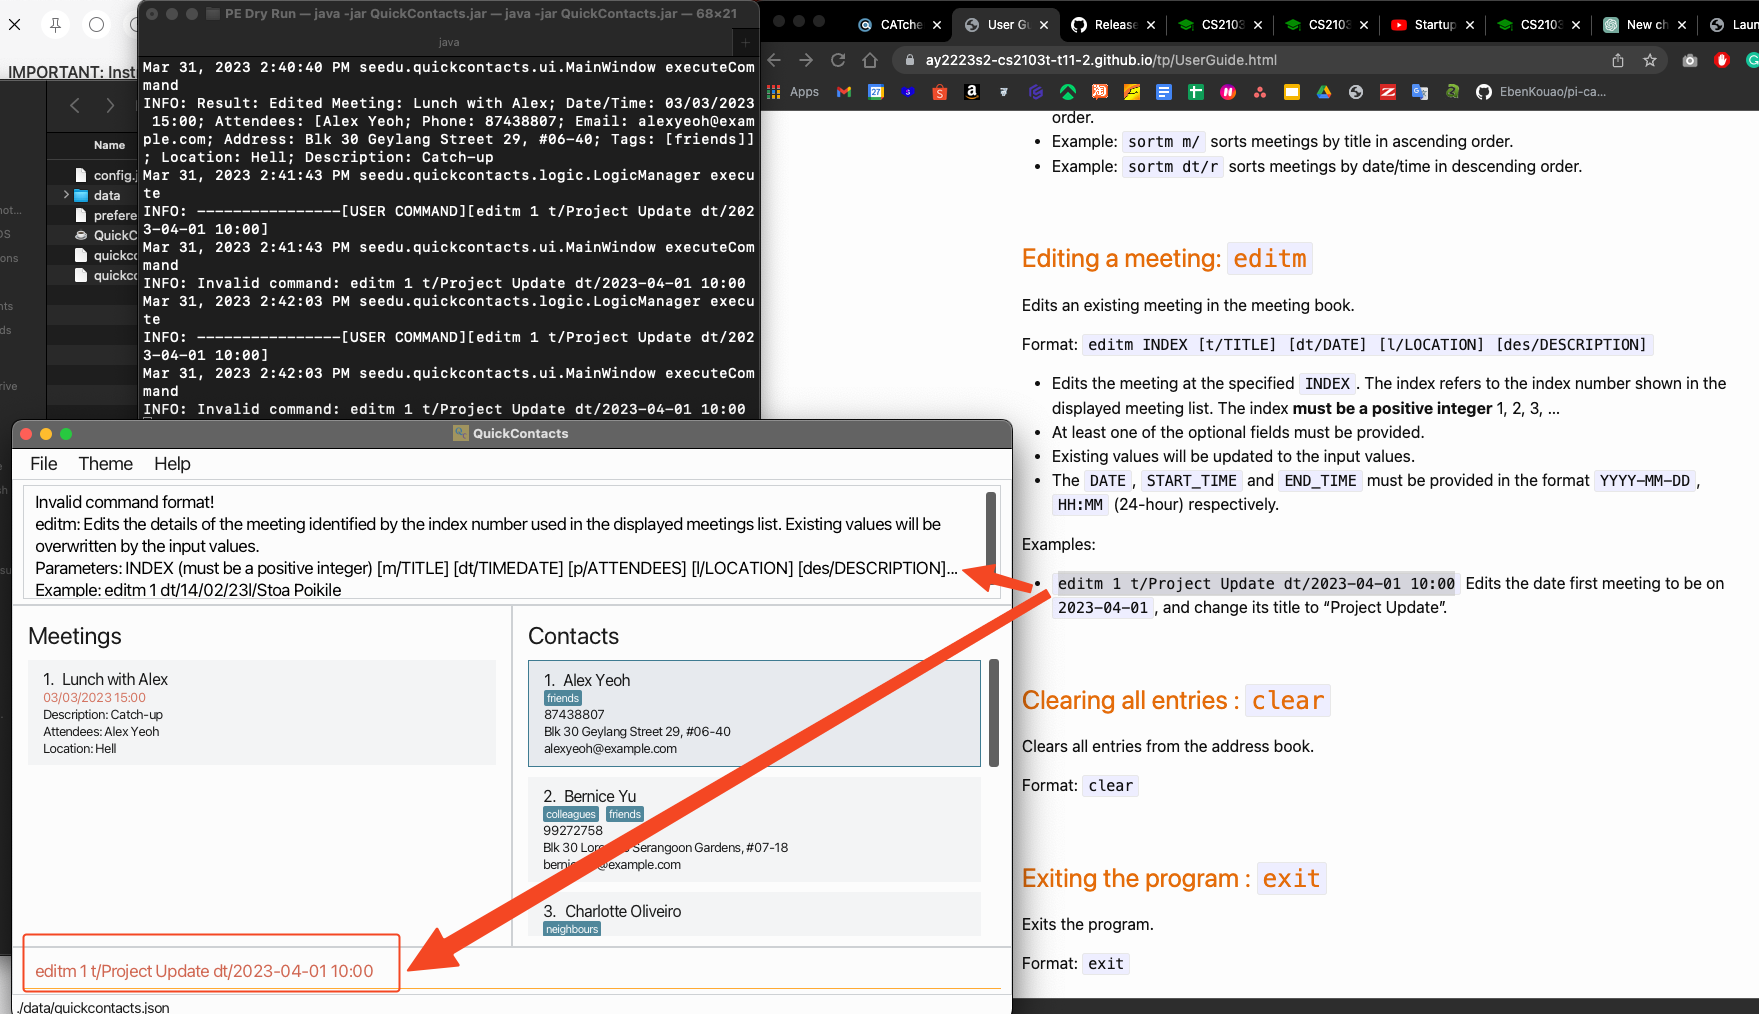 IMPORTANT: Inst
PE Dry Run — java -jar QuickContacts.jar — java -jar QuickContacts.jar — 68×21
java
Mar 31, 2023 2:40:40 PM seedu.quickcontacts.ui.MainWindow executeCom
mand
INFO: Result: Edited Meeting: Lunch with Alex; Date/Time: 03/03/2023
15:00; Attendees: [Alex Yeoh; Phone: 87438807; Email: alexyeoh@exam
ple.com; Address: Blk 30 Geylang Street 29, #06-40; Tags: [friends]]
; Location: Hell; Description: Catch-up
Mar 31, 2023 2:41:43 PM seedu.quickcontacts.logic.LogicManager execu
te
INFO: ----------------[USER COMMAND][editm 1 t/Project Update dt/202
3-04-01 10:00]
Mar 31, 2023 2:41:43 PM seedu.quickcontacts.ui.MainWindow executeCom
mand
INFO: Invalid command: editm 1 t/Project Update dt/2023-04-01 10:00
Mar 31, 2023 2:42:03 PM seedu.quickcontacts.logic.LogicManager execu
te
INFO: ----------------[USER COMMAND][editm 1 t/Project Update dt/202
3-04-01 10:00]
Mar 31, 2023 2:42:03 PM seedu.quickcontacts.ui.MainWindow executeCom
mand
INFO: Invalid command: editm 1 t/Project Update dt/2023-04-01 10:00
Name
config.j
data
prefere
QuickC
quickco
quickco
CATche
User Gu
Release
CS2103
CS2103
Startup
CS2103
New ch
Laun
ay2223s2-cs2103t-t11-2.github.io/tp/UserGuide.html
Apps
EbenKouao/pi-ca...
order.
Example: sortm m/ sorts meetings by title in ascending order.
Example: sortm dt/r sorts meetings by date/time in descending order.
Editing a meeting: editm
Edits an existing meeting in the meeting book.
Format: editm INDEX [t/TITLE] [dt/DATE] [l/LOCATION] [des/DESCRIPTION]
Edits the meeting at the specified INDEX. The index refers to the index number shown in the
displayed meeting list. The index must be a positive integer 1, 2, 3, ...
At least one of the optional fields must be provided.
Existing values will be updated to the input values.
The DATE, START_TIME and END_TIME must be provided in the format YYYY-MM-DD,
HH:MM (24-hour) respectively.
Examples:
editm 1 t/Project Update dt/2023-04-01 10:00 Edits the date first meeting to be on
2023-04-01, and change its title to “Project Update”.
Clearing all entries : clear
Clears all entries from the address book.
Format: clear
Exiting the program : exit
Exits the program.
Format: exit
QuickContacts
File Theme Help
Invalid command format!
editm: Edits the details of the meeting identified by the index number used in the displayed meetings list. Existing values will be
overwritten by the input values.
Parameters: INDEX (must be a positive integer) [m/TITLE] [dt/TIMEDATE] [p/ATTENDEES] [l/LOCATION] [des/DESCRIPTION]...
Example: editm 1 dt/14/02/23l/Stoa Poikile
Meetings
1. Lunch with Alex
03/03/2023 15:00
Description: Catch-up
Attendees: Alex Yeoh
Location: Hell
Contacts
1. Alex Yeoh
friends
87438807
Blk 30 Geylang Street 29, #06-40
alexyeoh@example.com
2. Bernice Yu
colleagues friends
99272758
Blk 30 Serangoon Gardens, #07-18
@example.com
3. Charlotte Oliveiro
neighbours
editm 1 t/Project Update dt/2023-04-01 10:00
./data/quickcontacts.json